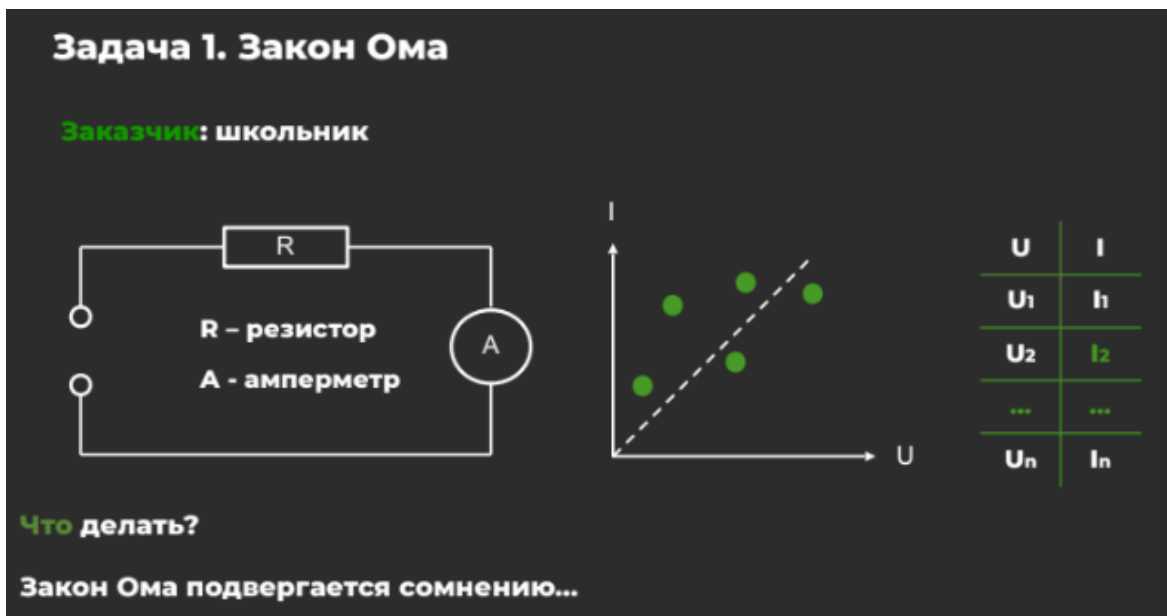 Задача 1. Закон Ома
Заказчик: школьник
R
R – резистор
А - амперметр
A
I
U
U I
U₁ I₁
U₂ I₂
... ...
Uₙ Iₙ
Что делать?
Закон Ома подвергается сомнению...